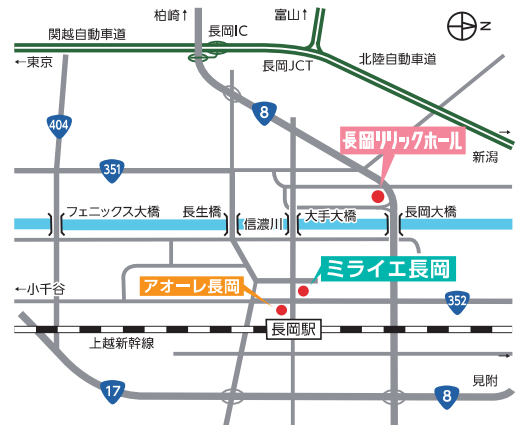 柏崎↑
富山↑
関越自動車道
長岡IC
N
←東京
長岡JCT
北陸自動車道
404
8
長岡リリックホール
→
新潟
351
フェニックス大橋
長生橋
信濃川
大手大橋
長岡大橋
ミライエ長岡
アオーレ長岡
←小千谷
352
長岡駅
上越新幹線
→
見附
17
8